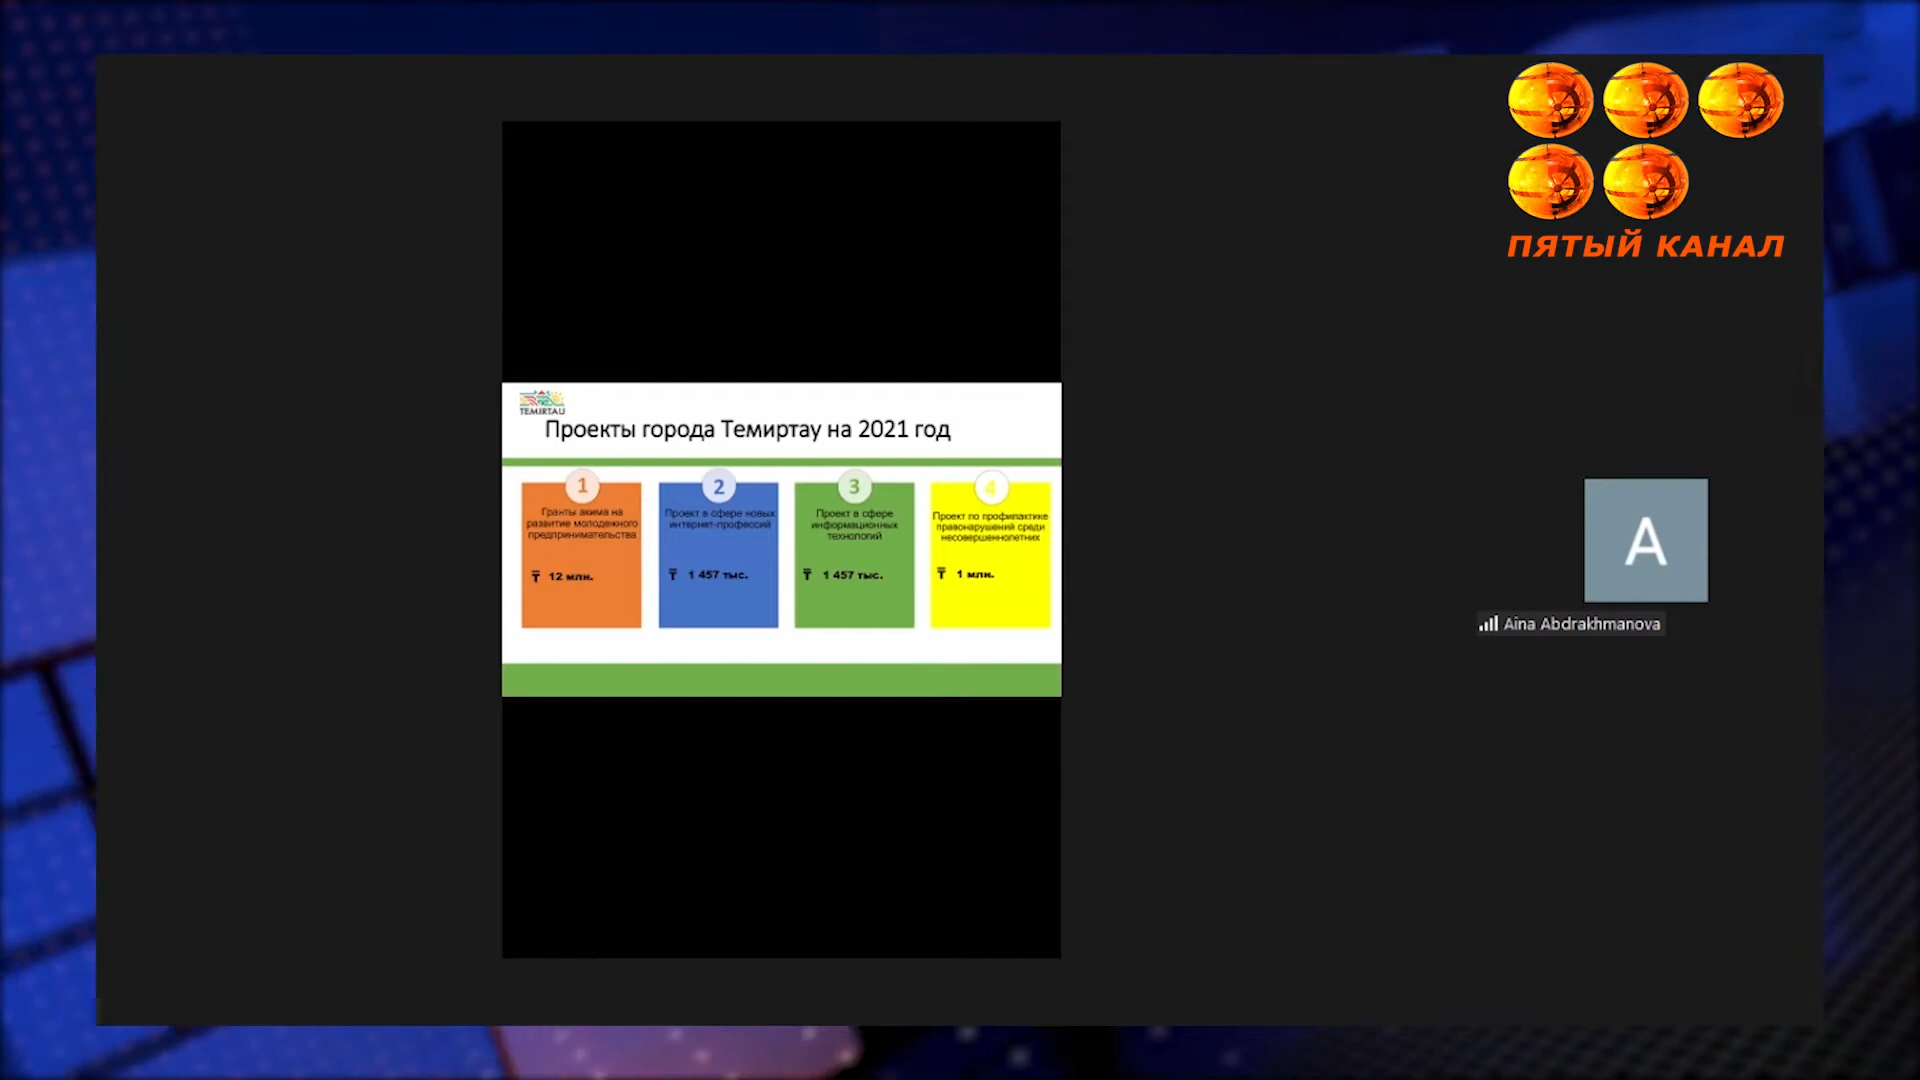 ПЯТЫЙ КАНАЛ
TEMIRTAU
Проекты города Темиртау на 2021 год
1
Гранты акима на
развитие молодежного
предпринимательства
₸ 12 млн.
2
Проект в сфере новых
интернет-профессий
₸ 1 457 тыс.
3
Проект в сфере
информационных
технологий
₸ 1 457 тыс.
4
Проект по профилактике
правонарушений среди
несовершеннолетних
₸ 1 млн.
A
Aina Abdrakhmanova